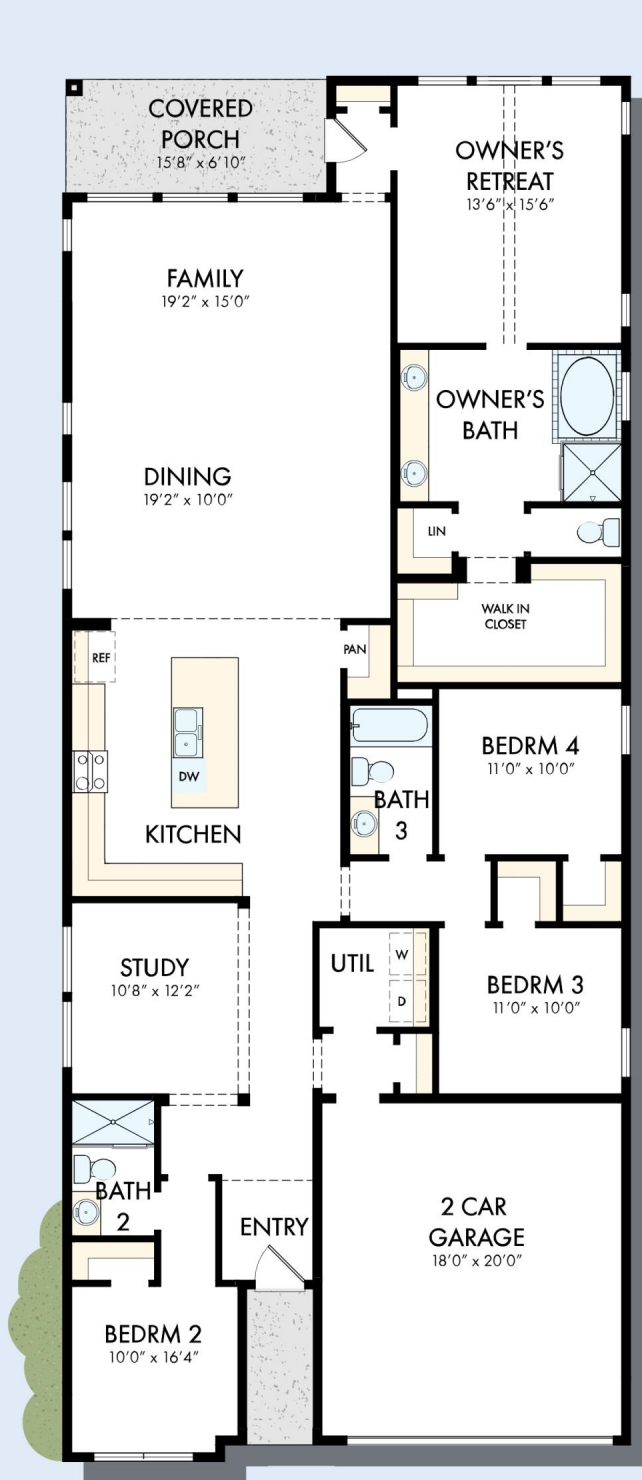 COVERED
PORCH
15'8" x 6'10"
OWNER'S
RETREAT
13'6" x 15'6"
FAMILY
19'2" x 15'0"
OWNER'S
BATH
DINING
19'2" x 10'0"
LIN
WALK IN
CLOSET
REF
PAN
DW
KITCHEN
BEDRM 4
11'0" x 10'0"
BATH
3
STUDY
10'8" x 12'2"
UTIL
W
D
BEDRM 3
11'0" x 10'0"
BATH
2
ENTRY
2 CAR
GARAGE
18'0" x 20'0"
BEDRM 2
10'0" x 16'4"